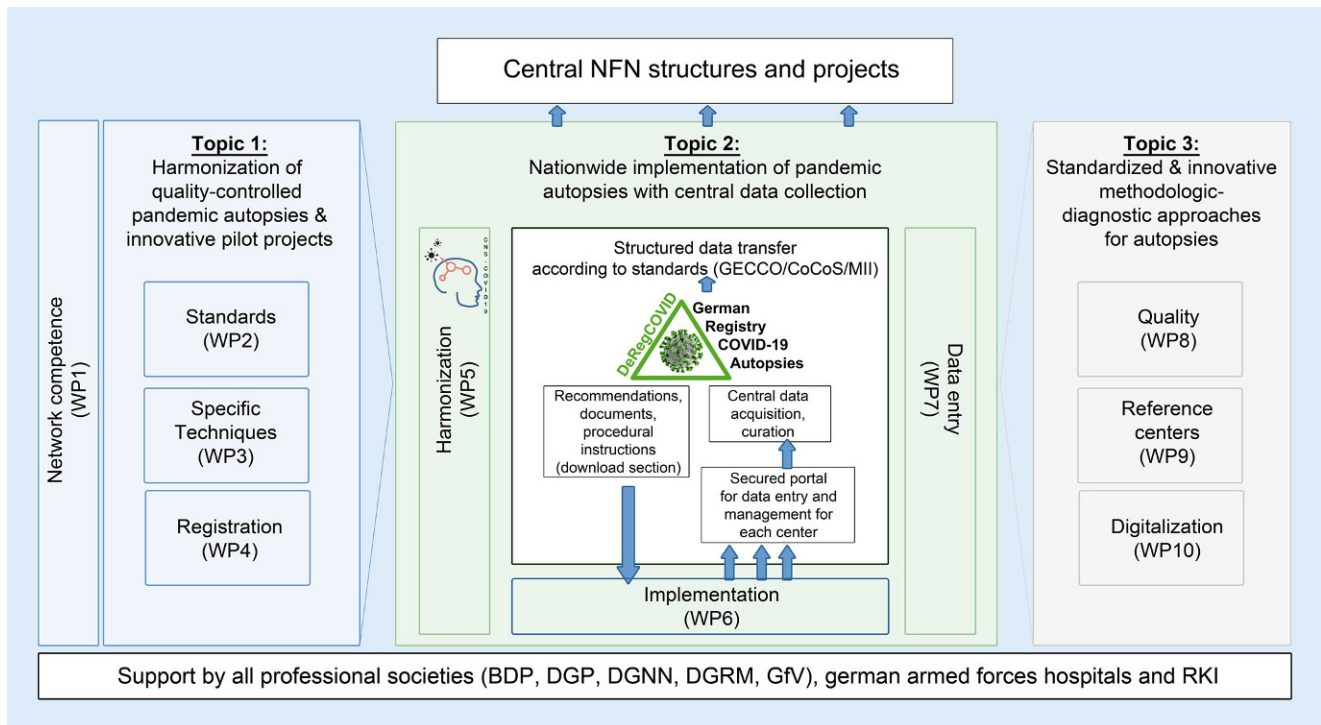 Central NFN structures and projects
Network competence
(WP1)
Topic 1:
Harmonization of
quality-controlled
pandemic autopsies &
innovative pilot projects
Standards
(WP2)
Specific
Techniques
(WP3)
Registration
(WP4)
Topic 2:
Nationwide implementation of pandemic
autopsies with central data collection
CNS-COVID19
Harmonization
(WP5)
Structured data transfer
according to standards (GECCO/CoCoS/MII)
DeRegCOVID
German
Registry
COVID-19
Autopsies
Recommendations,
documents,
procedural
instructions
(download section)
Central data
acquisition,
curation
Secured portal
for data entry and
management for
each center
Implementation
(WP6)
Data entry
(WP7)
Topic 3:
Standardized & innovative
methodologic-
diagnostic approaches
for autopsies
Quality
(WP8)
Reference
centers
(WP9)
Digitalization
(WP10)
Support by all professional societies (BDP, DGP, DGNN, DGRM, GfV), german armed forces hospitals and RKI